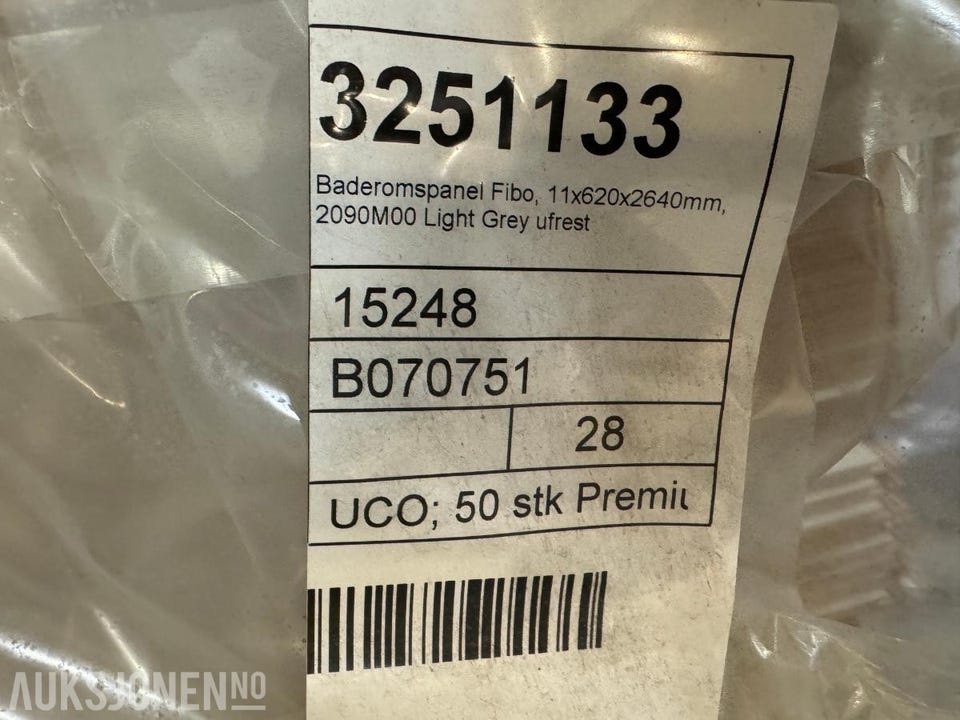 3251133
Baderomspanel Fibo, 11x620x2640mm,
2090M00 Light Grey ufrest
15248
B070751
28
UCO; 50 stk Premiu
AUKSJONEN NO